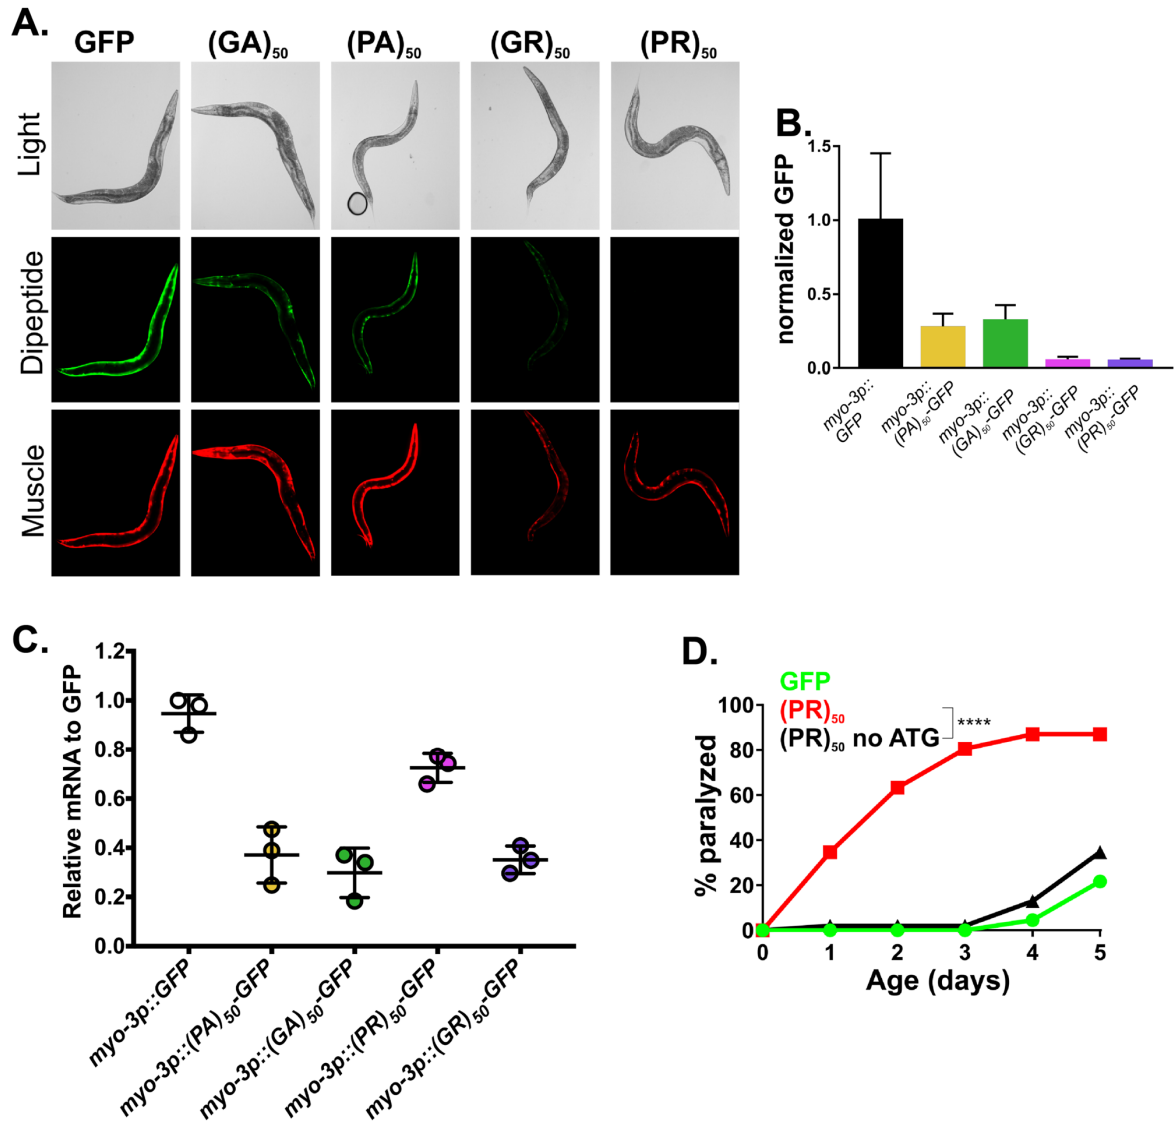 A.
GFP (GA)50 (PA)50 (GR)50 (PR)50
Light
Dipeptide
Muscle
B.
normalized GFP
1.5
1.0
0.5
0.0
myo-3p::
GFP
myo-3p::
(PA)50-GFP
myo-3p::
(GA)50-GFP
myo-3p::
(GR)50-GFP
myo-3p::
(PR)50-GFP
C.
Relative mRNA to GFP
1.2
1.0
0.8
0.6
0.4
0.2
0.0
myo-3p::GFP
myo-3p::(PA)50-GFP
myo-3p::(GA)50-GFP
myo-3p::(PR)50-GFP
myo-3p::(GR)50-GFP
D.
GFP
(PR)50
(PR)50 no ATG
****
% paralyzed
100
80
60
40
20
0
0 1 2 3 4 5
Age (days)